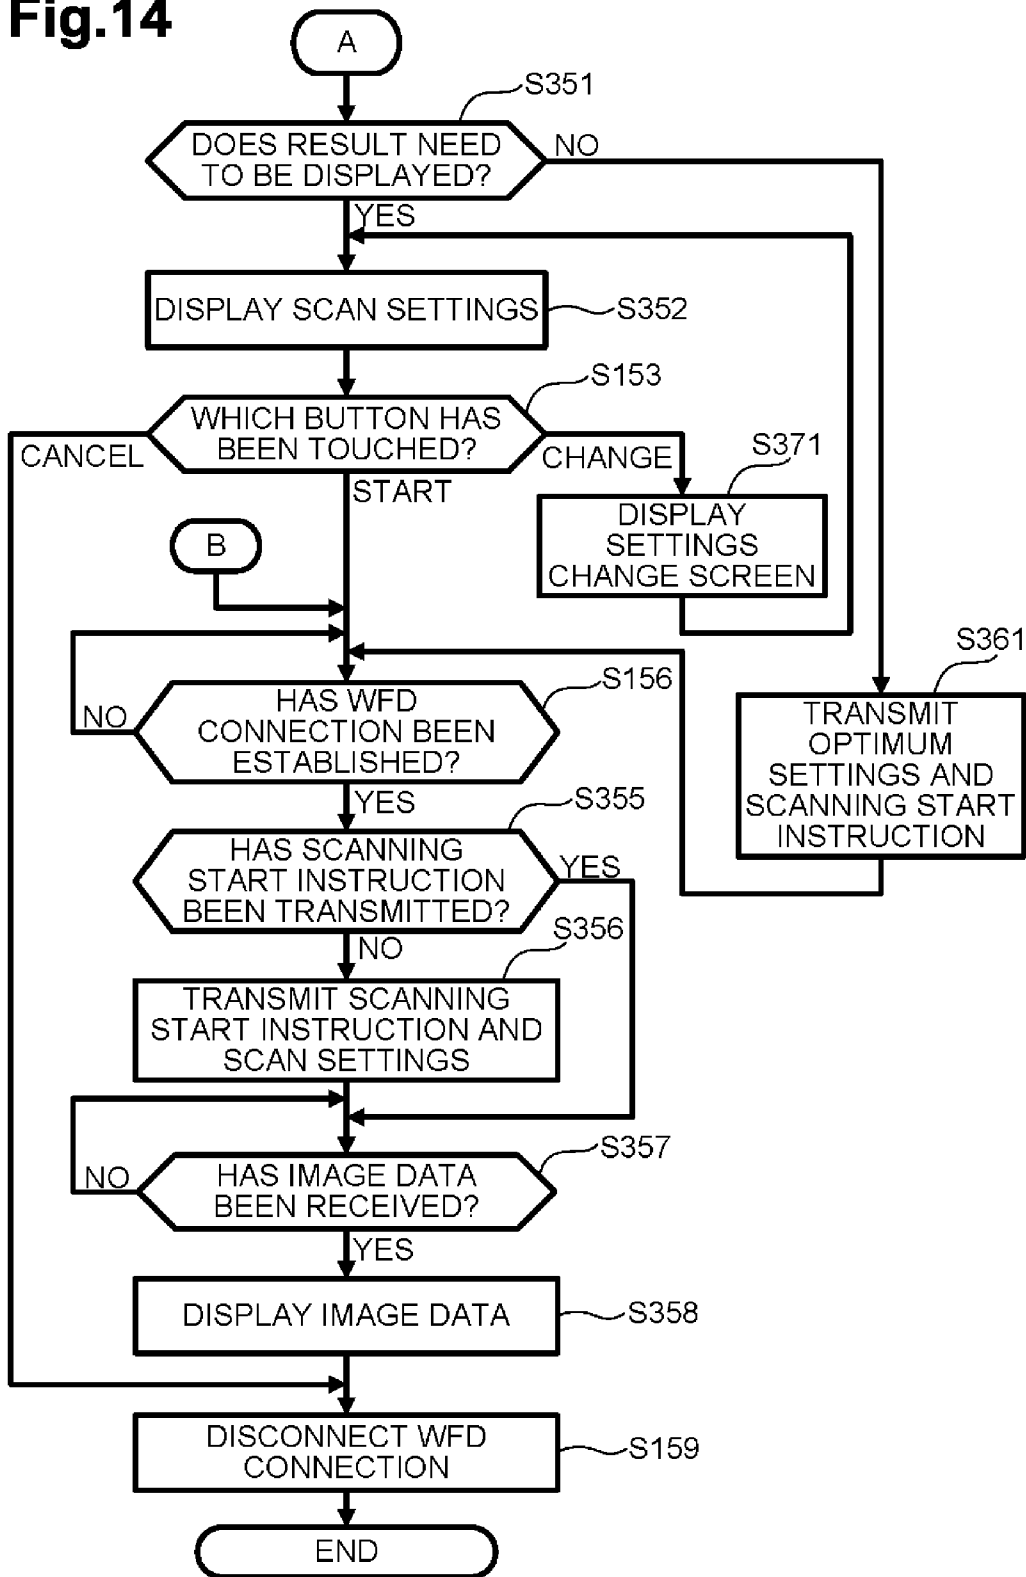 Fig.14
A
S351
DOES RESULT NEED
TO BE DISPLAYED?
NO
YES
DISPLAY SCAN SETTINGS
S352
S153
WHICH BUTTON HAS
BEEN TOUCHED?
CANCEL
CHANGE
START
S371
DISPLAY
SETTINGS
CHANGE SCREEN
B
S361
TRANSMIT
OPTIMUM
SETTINGS AND
SCANNING START
INSTRUCTION
S156
HAS WFD
CONNECTION BEEN
ESTABLISHED?
NO
YES
S355
HAS SCANNING
START INSTRUCTION
BEEN TRANSMITTED?
YES
NO
S356
TRANSMIT SCANNING
START INSTRUCTION AND
SCAN SETTINGS
S357
HAS IMAGE DATA
BEEN RECEIVED?
NO
YES
DISPLAY IMAGE DATA
S358
DISCONNECT WFD
CONNECTION
S159
END